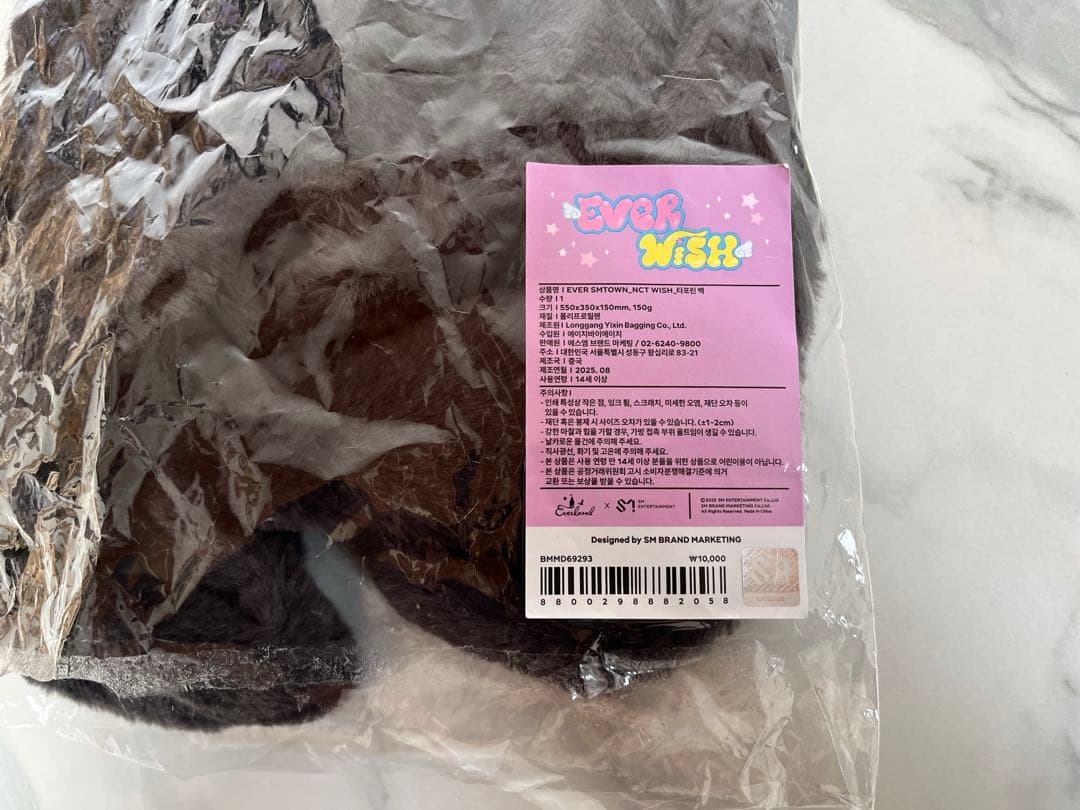 EVER
WiSH
상품명 | EVER SMTOWN_NCT WISH_타포린 백
수량 | 1
크기 | 550x350x150mm, 150g
재질 | 폴리프로필렌
제조원 | Longgang Yixin Bagging Co., Ltd.
수입원 | 에이치바이에이치
판매원 | 에스엠 브랜드 마케팅 / 02-6240-9800
주소 | 대한민국 서울특별시 성동구 왕십리로 83-21
제조국 | 중국
제조연월 | 2025. 08
사용연령 | 14세 이상
주의사항 |
- 인쇄 특성상 작은 점, 잉크 튐, 스크래치, 미세한 오염, 재단 오차 등이
있을 수 있습니다.
- 재단 혹은 봉제 시 사이즈 오차가 있을 수 있습니다. (±1-2cm)
- 강한 마찰과 힘을 가할 경우, 가방 접속 부위 올트임이 생길 수 있습니다.
- 날카로운 물건에 주의해 주세요.
- 직사광선, 화기 및 고온에 주의해 주세요.
- 본 상품은 사용 연령 만 14세 이상 분들을 위한 상품으로 어린이용이 아닙니다.
- 본 상품은 공정거래위원회 고시 소비자분쟁해결기준에 의거
교환 또는 보상을 받을 수 있습니다.
Everland x SM SM ENTERTAINMENT
ⓒ2025 SM ENTERTAINMENT Co.,Ltd.
SM BRAND MARKETING Co.,Ltd.
All Rights Reserved. Made in China.
Designed by SM BRAND MARKETING
BMMD69293 ₩10,000
8800298882058